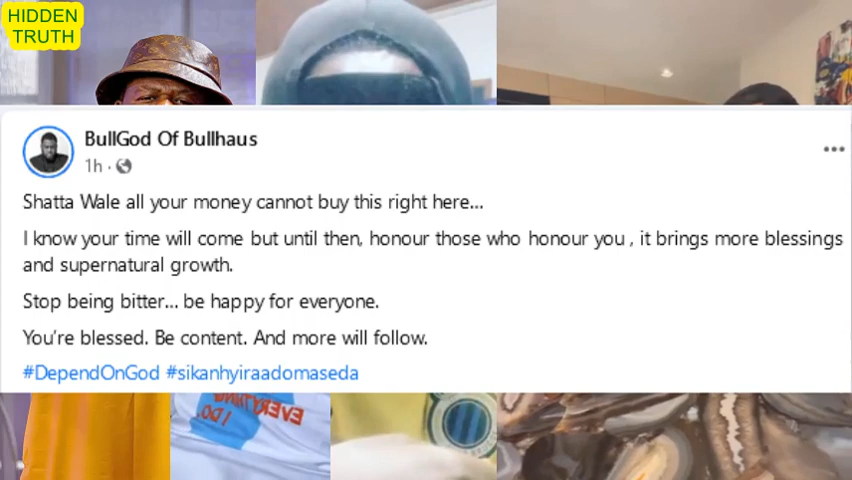 HIDDEN
TRUTH
BullGod Of Bullhaus
1h ·
Shatta Wale all your money cannot buy this right here...
I know your time will come but until then, honour those who honour you , it brings more blessings
and supernatural growth.
Stop being bitter... be happy for everyone.
You're blessed. Be content. And more will follow.
#DependOnGod #sikanhyiraadomaseda
EVERYTHING
I DO.